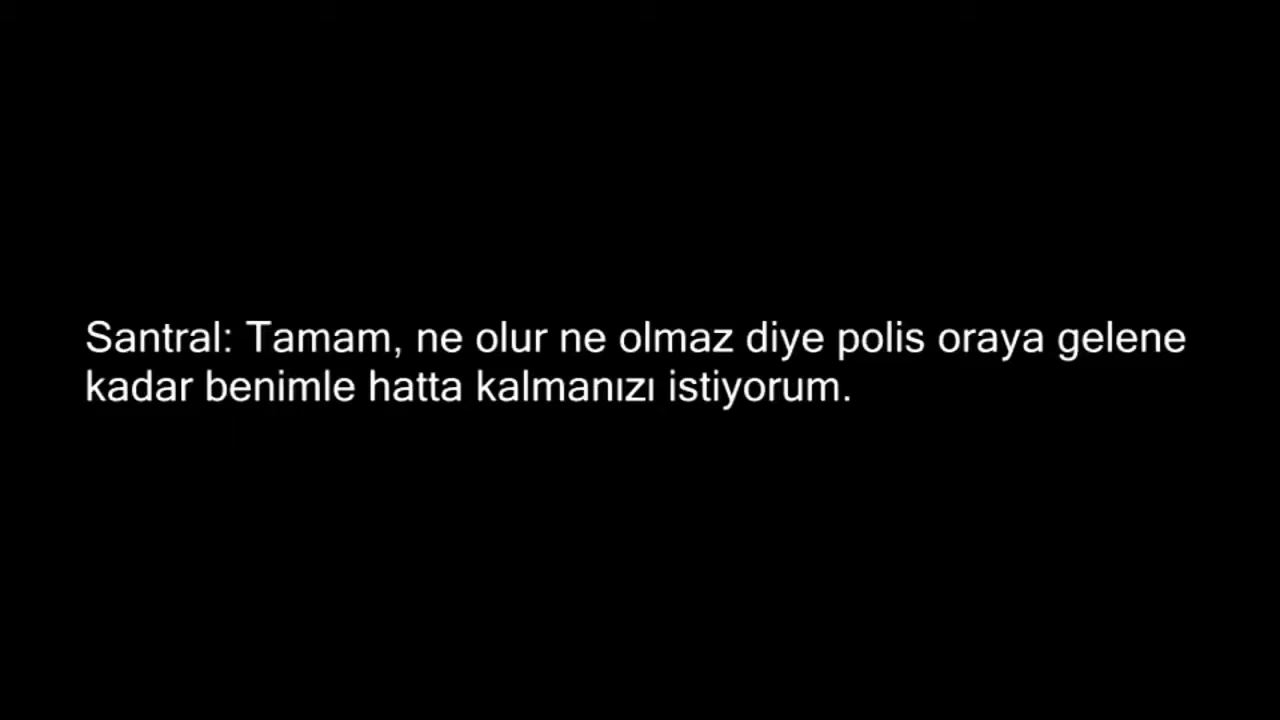 Santral: Tamam, ne olur ne olmaz diye polis oraya gelene
kadar benimle hatta kalmanızı istiyorum.